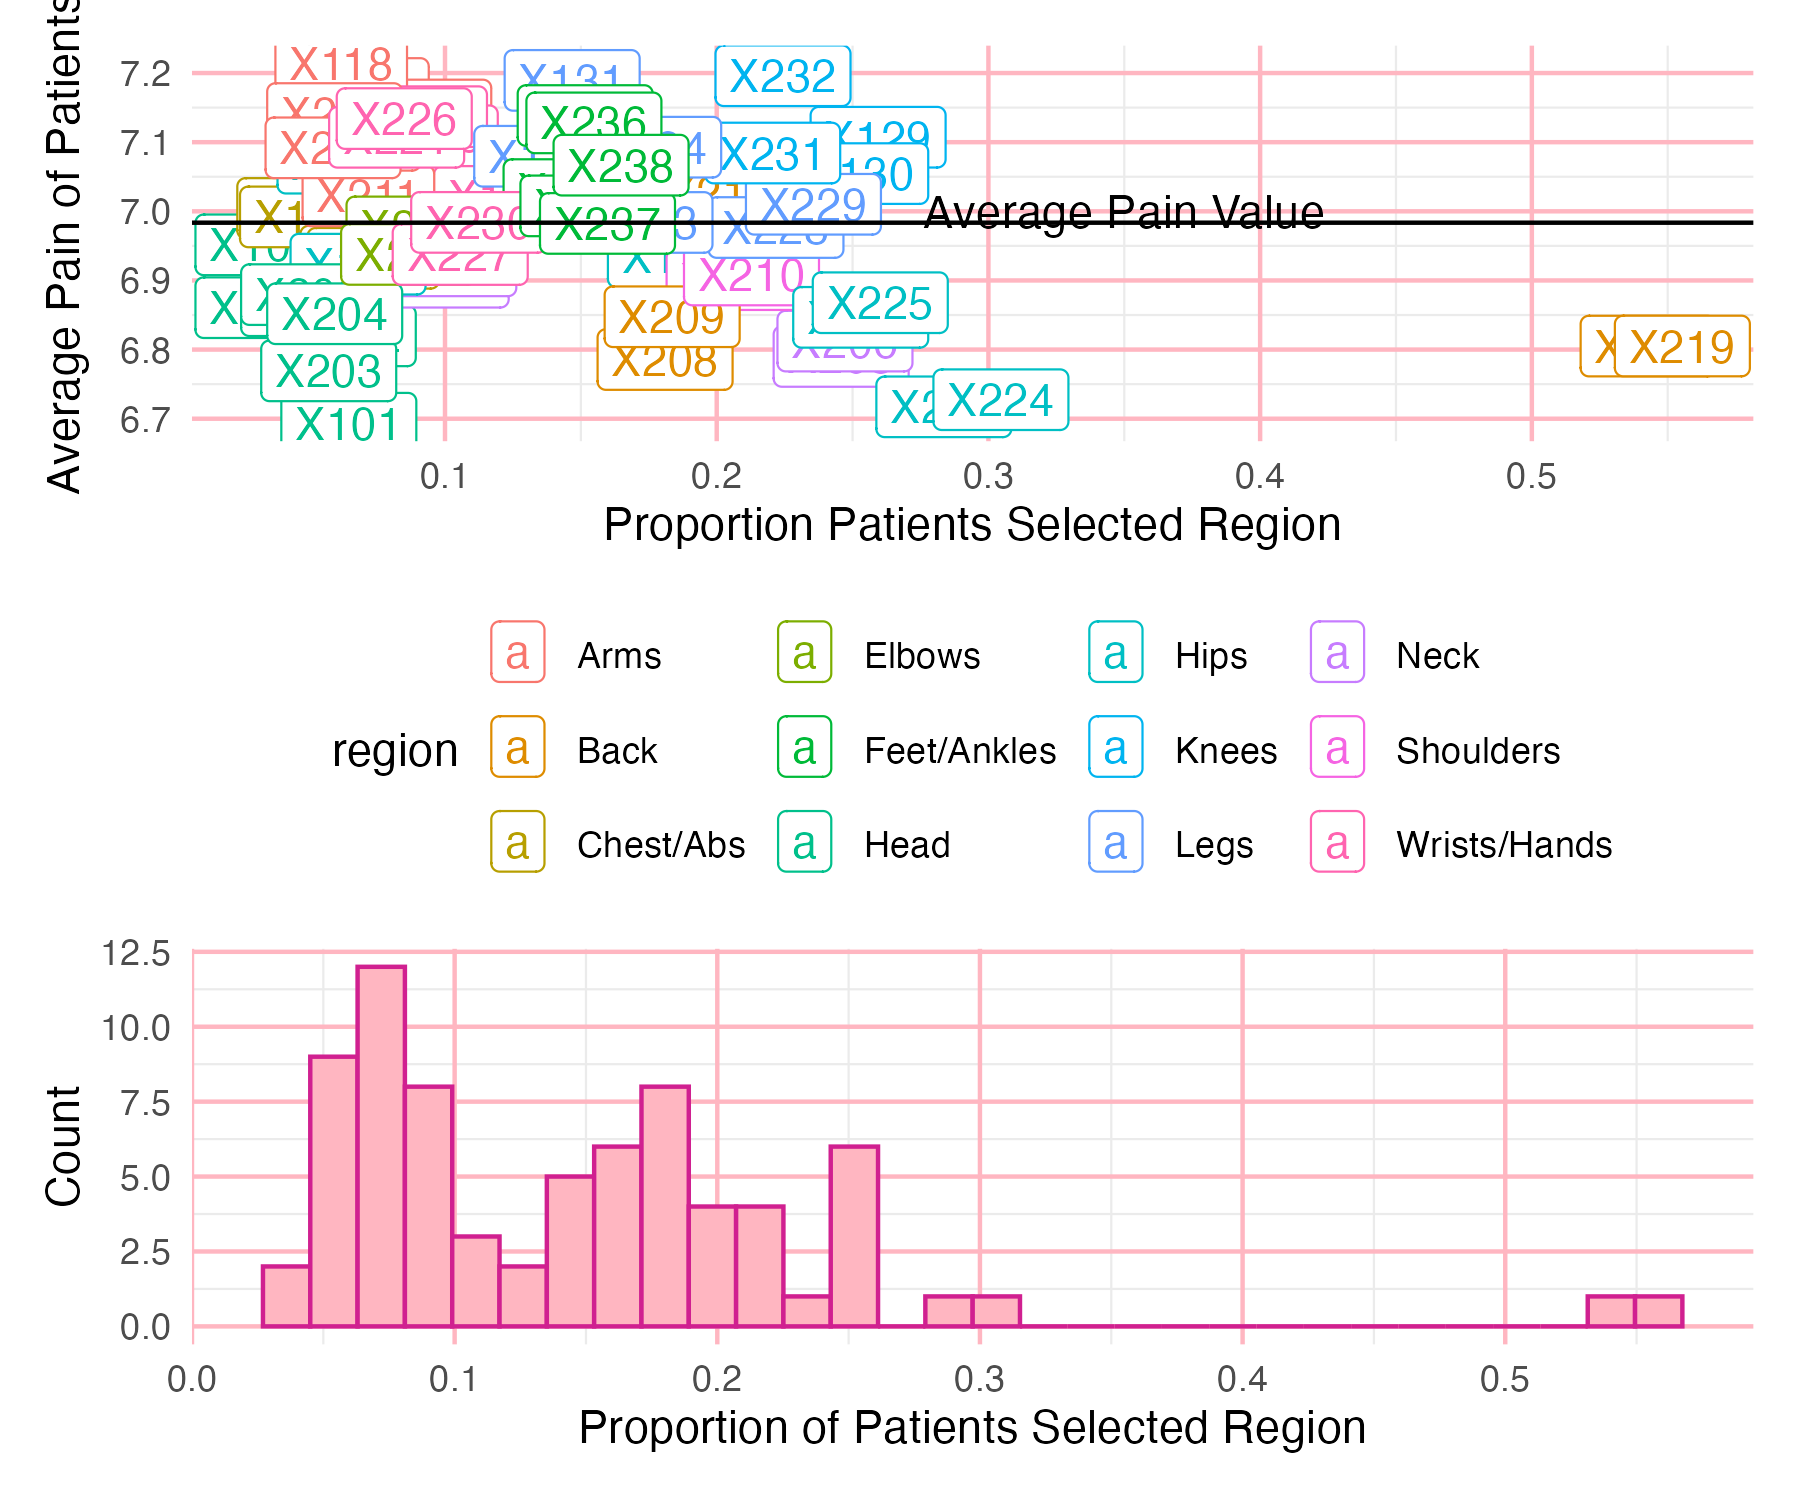 Average Pain of Patients
7.2
7.1
7.0
6.9
6.8
6.7
X118
X131
X232
X226
X236
X129
X231
X238
X229
X237
X230
X227
X210
X225
X204
X209
X208
X203
X219
X224
X101
Average Pain Value
0.1 0.2 0.3 0.4 0.5
Proportion Patients Selected Region
region
a Arms a Elbows a Hips a Neck
a Back a Feet/Ankles a Knees a Shoulders
a Chest/Abs a Head a Legs a Wrists/Hands
Count
12.5
10.0
7.5
5.0
2.5
0.0
0.0 0.1 0.2 0.3 0.4 0.5
Proportion of Patients Selected Region